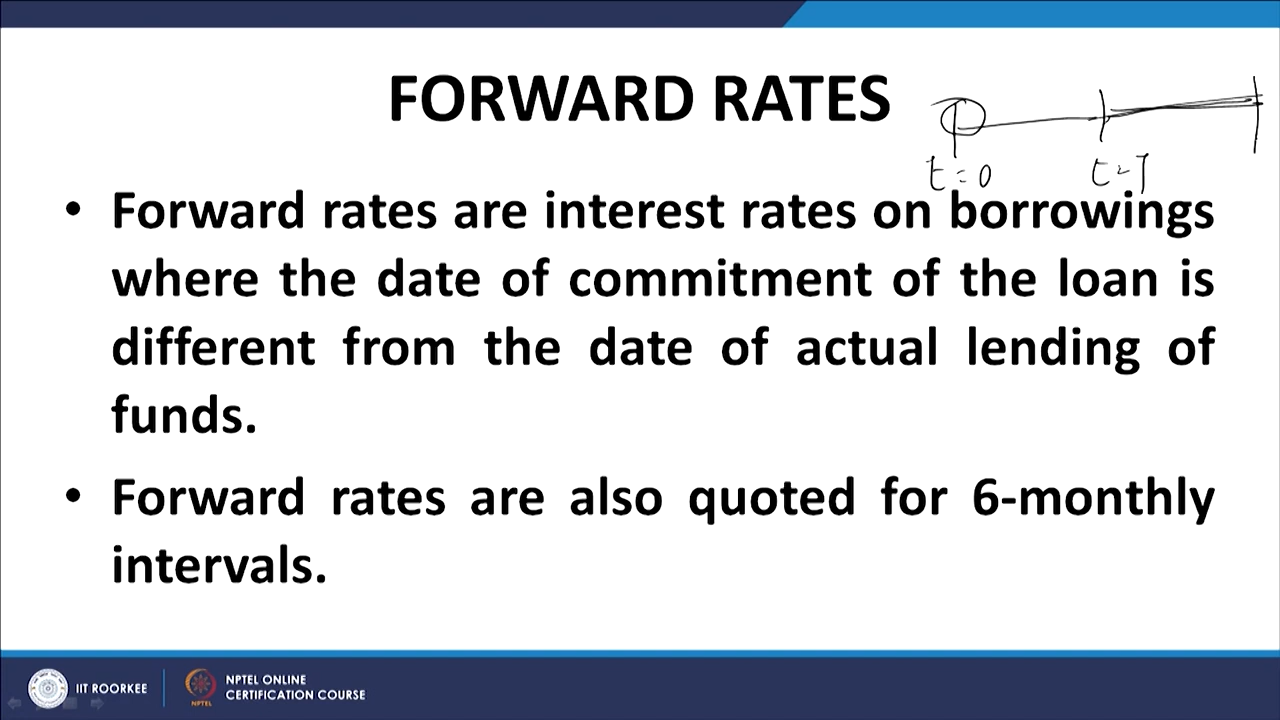 FORWARD RATES
t=0
t=T
• Forward rates are interest rates on borrowings
where the date of commitment of the loan is
different from the date of actual lending of
funds.
• Forward rates are also quoted for 6-monthly
intervals.
IIT ROORKEE
NPTEL ONLINE
CERTIFICATION COURSE
NPTEL